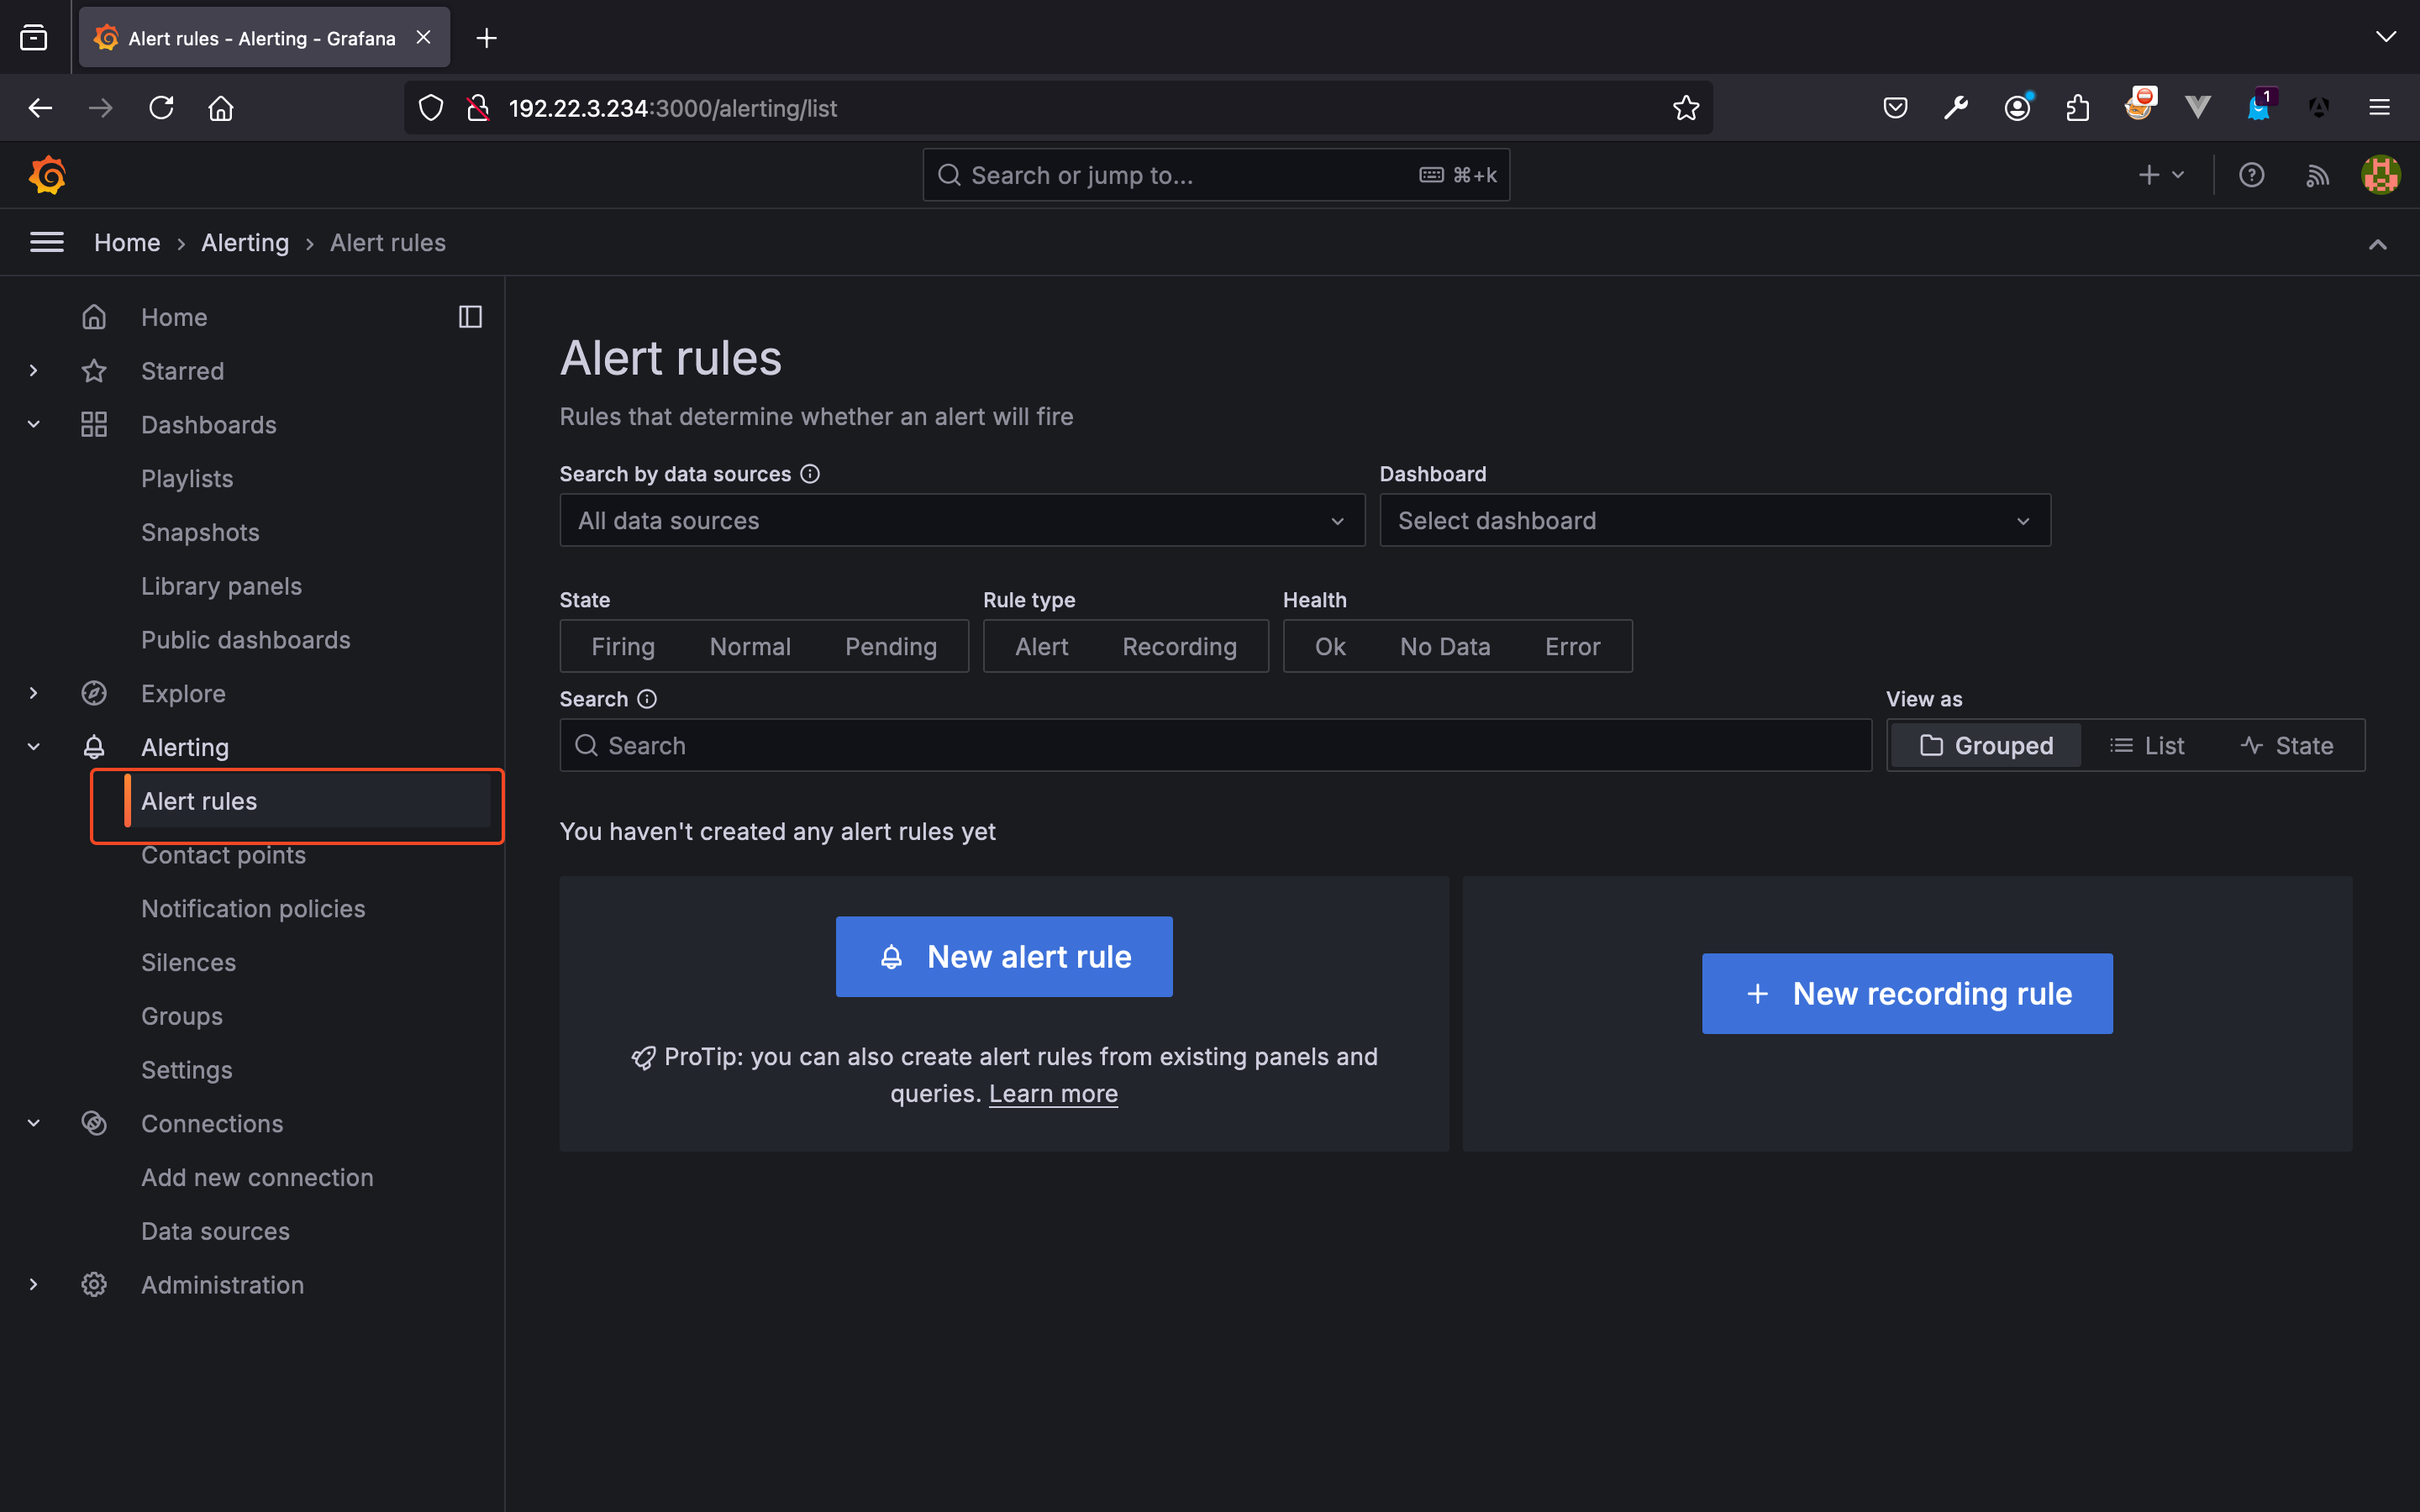 Alert rules - Alerting - Grafana
192.22.3.234:3000/alerting/list
1
Search or jump to...
⌘+k
Home › Alerting › Alert rules
Home
Starred
Dashboards
Playlists
Snapshots
Library panels
Public dashboards
Explore
Alerting
Alert rules
Contact points
Notification policies
Silences
Groups
Settings
Connections
Add new connection
Data sources
Administration
Alert rules
Rules that determine whether an alert will fire
Search by data sources
Dashboard
All data sources
Select dashboard
State
Rule type
Health
Firing Normal Pending
Alert Recording
Ok No Data Error
Search
View as
Search
Grouped List State
You haven't created any alert rules yet
New alert rule
ProTip: you can also create alert rules from existing panels and
queries. Learn more
New recording rule